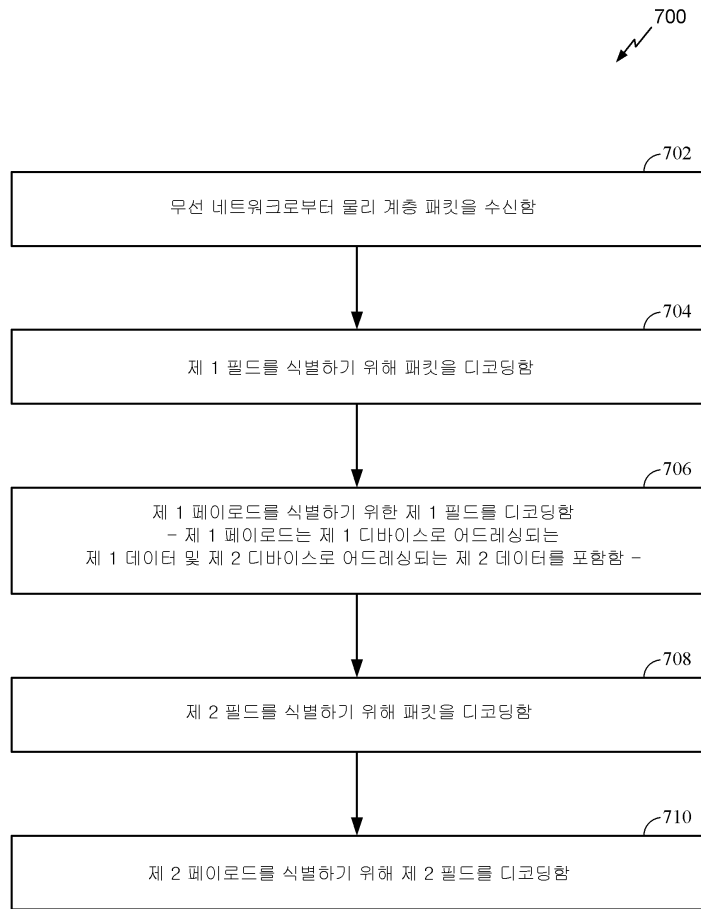 700
702
무선 네트워크로부터 물리 계층 패킷을 수신함
704
제 1 필드를 식별하기 위해 패킷을 디코딩함
706
제 1 페이로드를 식별하기 위한 제 1 필드를 디코딩함
– 제 1 페이로드는 제 1 디바이스로 어드레싱되는
제 1 데이터 및 제 2 디바이스로 어드레싱되는 제 2 데이터를 포함함 –
708
제 2 필드를 식별하기 위해 패킷을 디코딩함
710
제 2 페이로드를 식별하기 위해 제 2 필드를 디코딩함